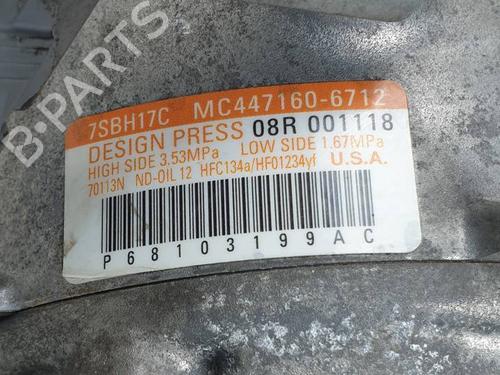 B-PARTS
7SBH17C MC447160-6712
DESIGN PRESS 08R 001118
HIGH SIDE 3.53MPa LOW SIDE 1.67MPa
70113N ND-OIL 12 HFC134a/HFO1234yf U.S.A.
P68103199AC